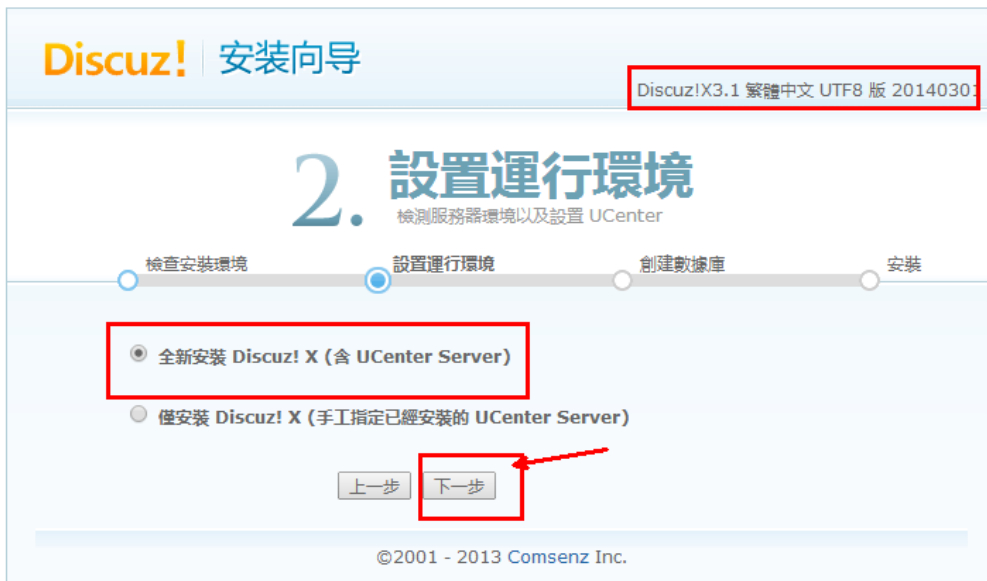 Discuz! 安装向导
Discuz!X3.1 繁體中文 UTF8 版 20140301
2. 設置運行環境
檢測服務器環境以及設置 UCenter
檢查安裝環境 設置運行環境 創建數據庫 安裝
全新安裝 Discuz! X (含 UCenter Server)
僅安裝 Discuz! X (手工指定已經安裝的 UCenter Server)
上一步 下一步
©2001 - 2013 Comsenz Inc.